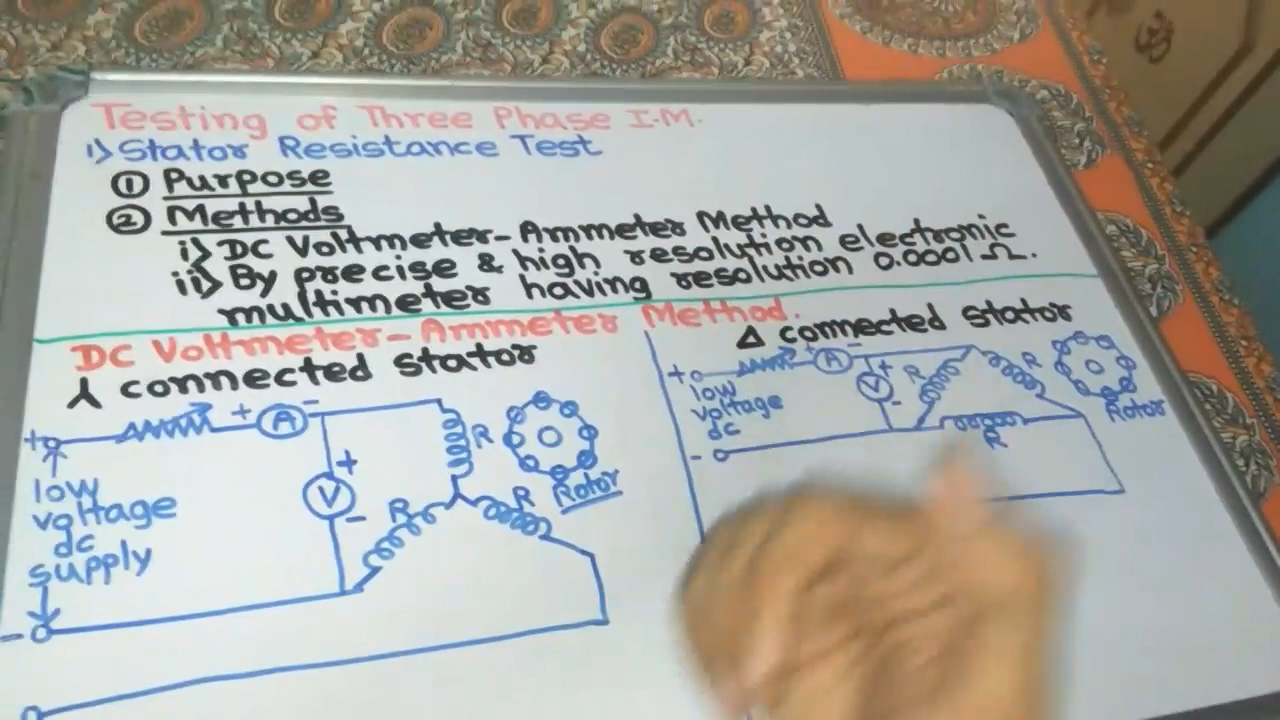 Testing of Three Phase I.M.
i) Stator Resistance Test
① Purpose
② Methods
i) DC Voltmeter-Ammeter Method
ii) By precise & high resolution electronic
multimeter having resolution 0.0001Ω.
DC Voltmeter-Ammeter Method.
⅄ connected stator
+ A -
+
low
voltage
dc
supply
-
+
V
-
R
R
R
Rotor
Δ connected stator
+ A -
+
low
voltage
dc
-
+
V
-
R
R
R
Rotor